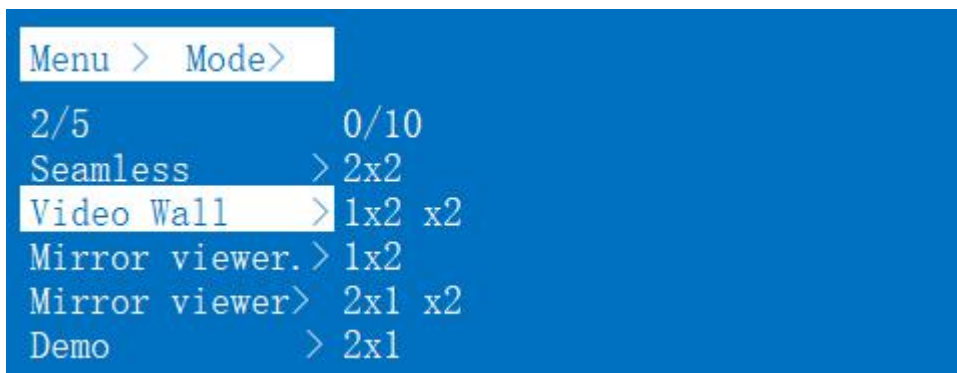 Menu > Mode>
2/5 0/10
Seamless > 2x2
Video Wall > 1x2 x2
Mirror viewer. > 1x2
Mirror viewer> 2x1 x2
Demo > 2x1